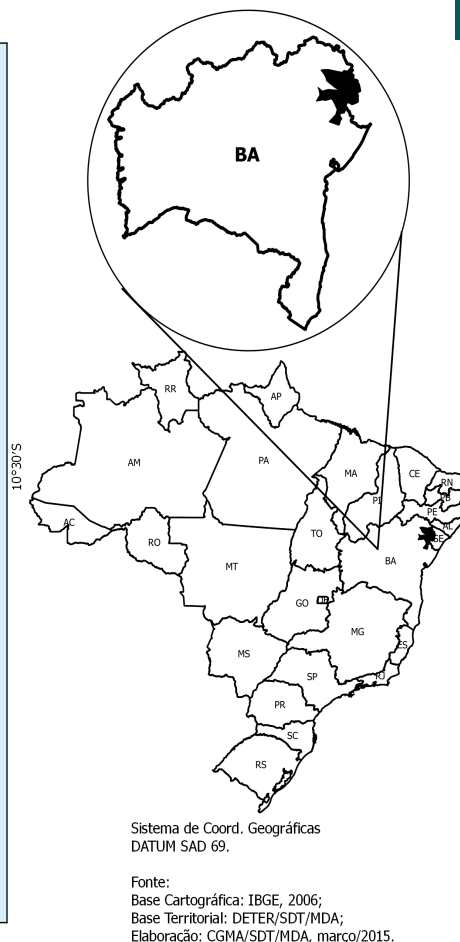 BA
10°30'S
RR
AP
AM
PA
MA
CE
RN
PB
PI
PE
AL
AC
SE
TO
RO
BA
MT
GO
DF
MG
ES
MS
SP
RJ
PR
SC
RS
Sistema de Coord. Geográficas
DATUM SAD 69.
Fonte:
Base Cartográfica: IBGE, 2006;
Base Territorial: DETER/SDT/MDA;
Elaboração: CGMA/SDT/MDA, marco/2015.